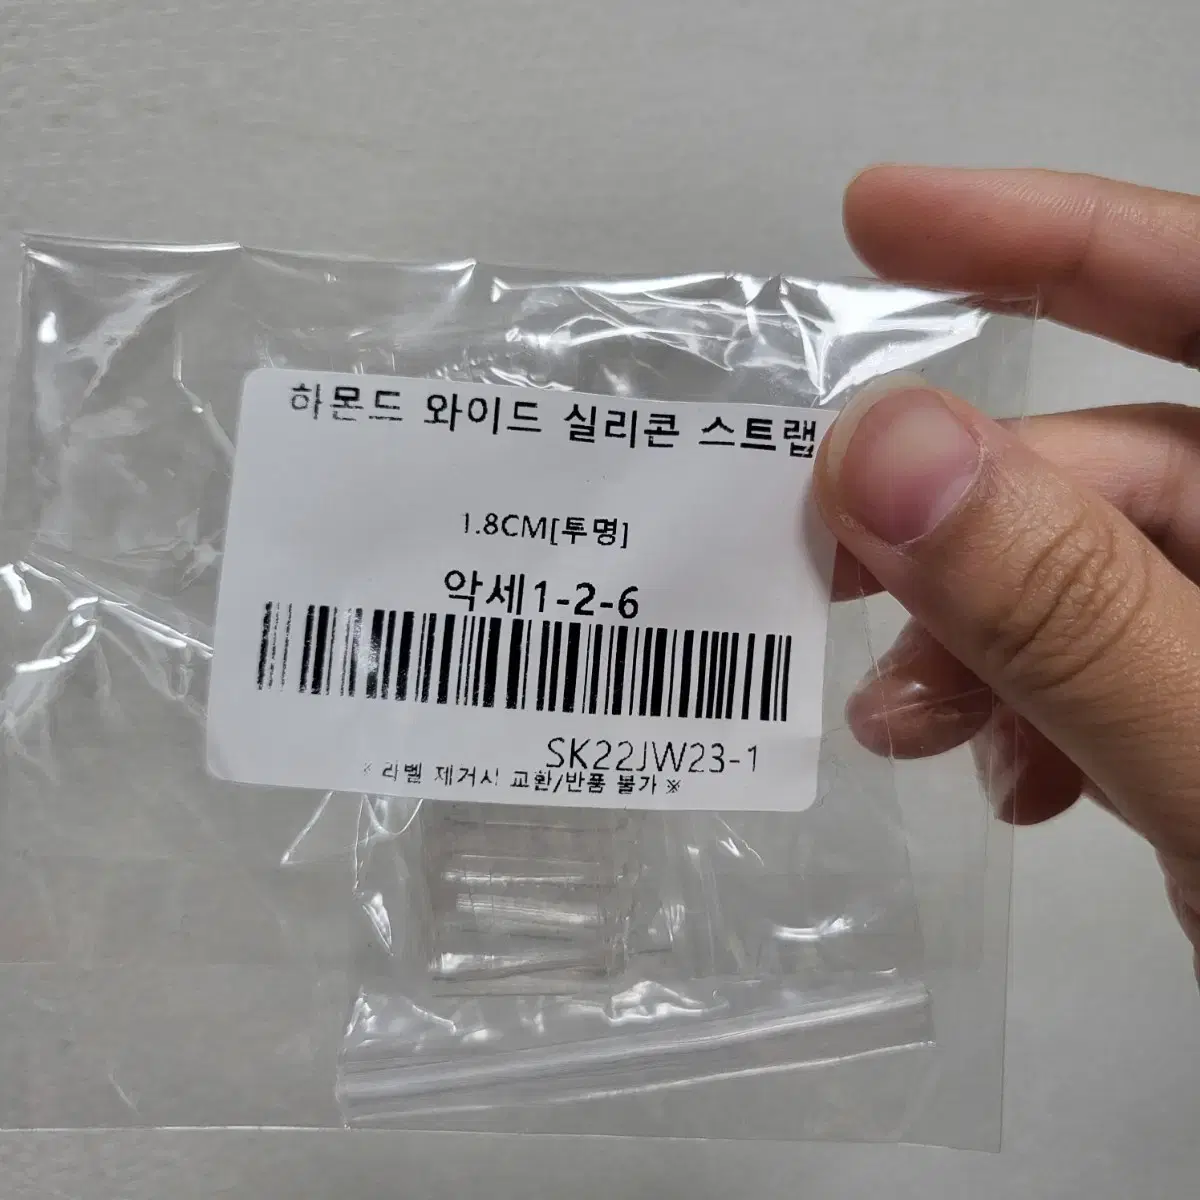 하몬드 와이드 실리콘 스트랩
1.8CM[투명]
악세1-2-6
SK22JW23-1
※ 라벨 제거시 교환/반품 불가 ※